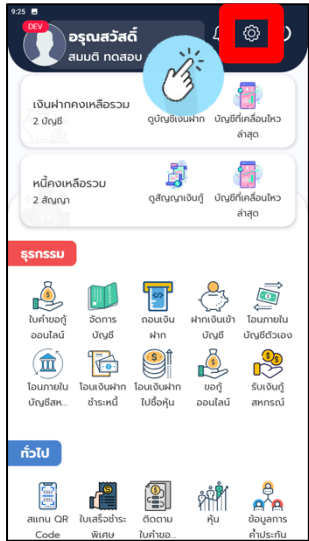 9:25
DEV
อรุณสวัสดิ์
สมมติ ทดสอบ
เงินฝากคงเหลือรวม
2 บัญชี
ดูบัญชีเงินฝาก
บัญชีที่เคลื่อนไหว
ล่าสุด
หนี้คงเหลือรวม
2 สัญญา
ดูสัญญาเงินกู้
บัญชีที่เคลื่อนไหว
ล่าสุด
ธุรกรรม
ใบคำขอกู้
ออนไลน์
จัดการ
บัญชี
ถอนเงิน
ฝาก
ฝากเงินเข้า
บัญชี
โอนภายใน
บัญชีตัวเอง
โอนภายใน
บัญชีสห...
โอนเงินฝาก
ชำระหนี้
โอนเงินฝาก
ไปซื้อหุ้น
ขอกู้
ออนไลน์
รับเงินกู้
สหกรณ์
ทั่วไป
สแกน QR
Code
ใบเสร็จชำระ
พิเศษ
ติดตาม
ใบคำขอ...
หุ้น
ข้อมูลการ
ค้ำประกัน